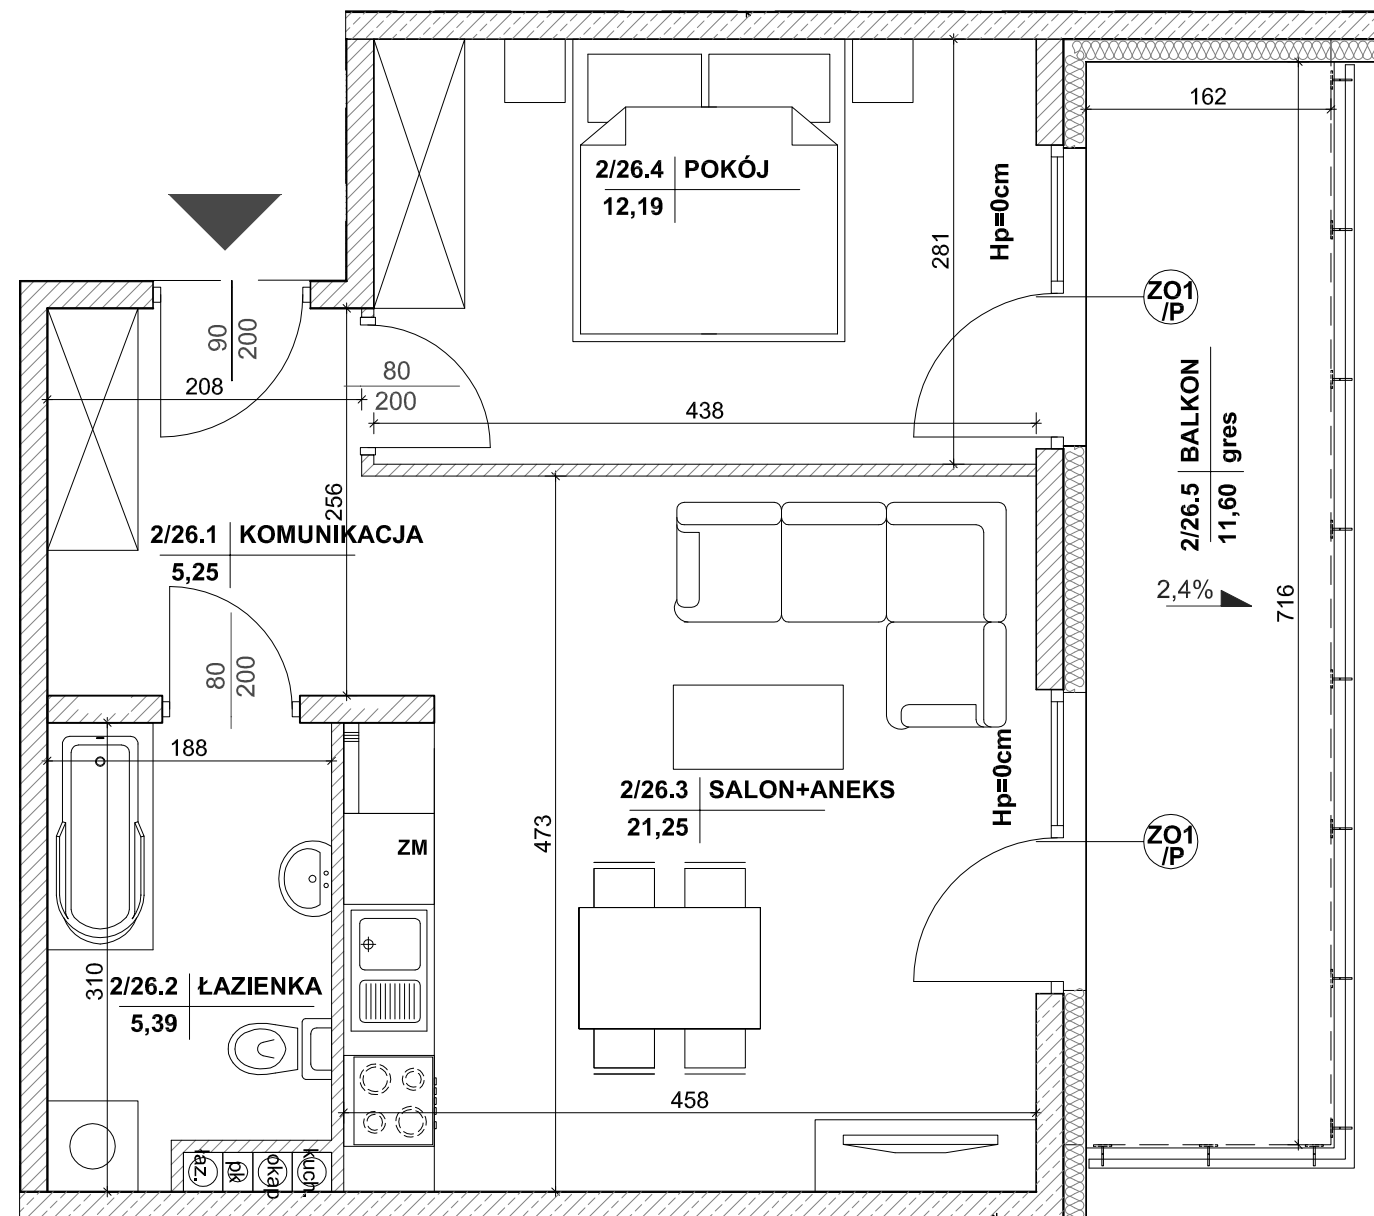 162
2/26.4 POKÓJ
12,19
Hp=0cm
281
ZO1
/P
90
200
208
80
200
438
2/26.5 BALKON
11,60 gres
256
2/26.1 KOMUNIKACJA
5,25
2,4%
716
80
200
188
2/26.3 SALON+ANEKS
21,25
Hp=0cm
473
ZM
ZO1
/P
310
2/26.2 ŁAZIENKA
5,39
458
łaz.
pk
okap
kuch.